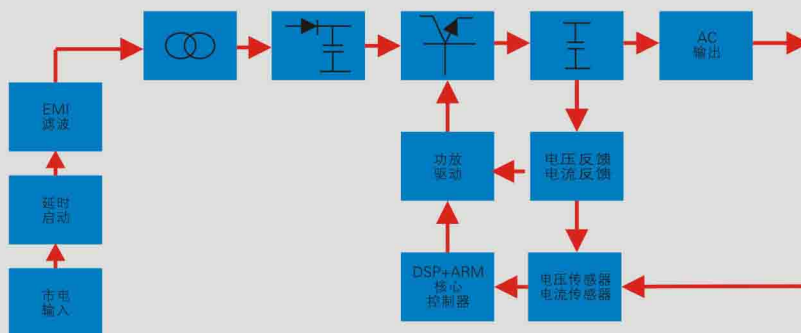 AC
输出
EMI
滤波
功放
驱动
电压反馈
电流反馈
延时
启动
DSP+ARM
核心
控制器
电压传感器
电流传感器
市电
输入